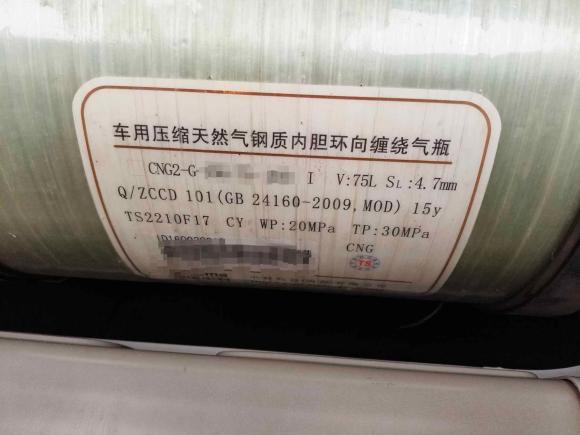 车用压缩天然气钢质内胆环向缠绕气瓶
CNG2-G I V:75L SL:4.7mm
Q/ZCCD 101(GB 24160-2009,MOD) 15y
TS2210F17 CY WP:20MPa TP:30MPa
CNG
TS